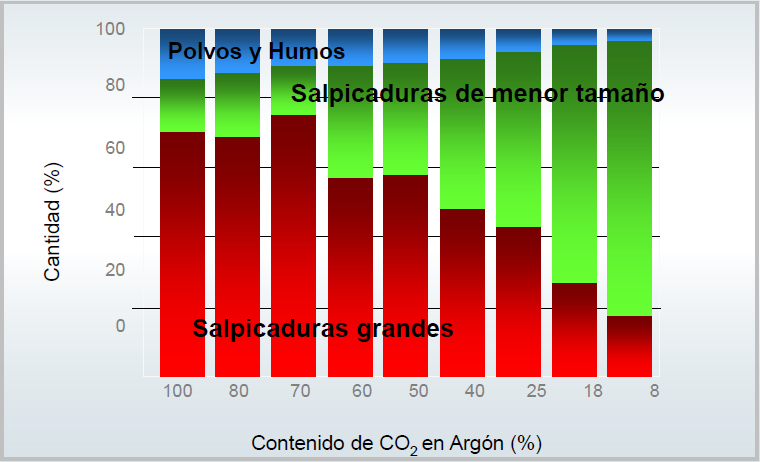 100
Polvos y Humos
80
Salpicaduras de menor tamaño
60
40
20
0
Salpicaduras grandes
Cantidad (%)
100 80 70 60 50 40 25 18 8
Contenido de CO2 en Argón (%)